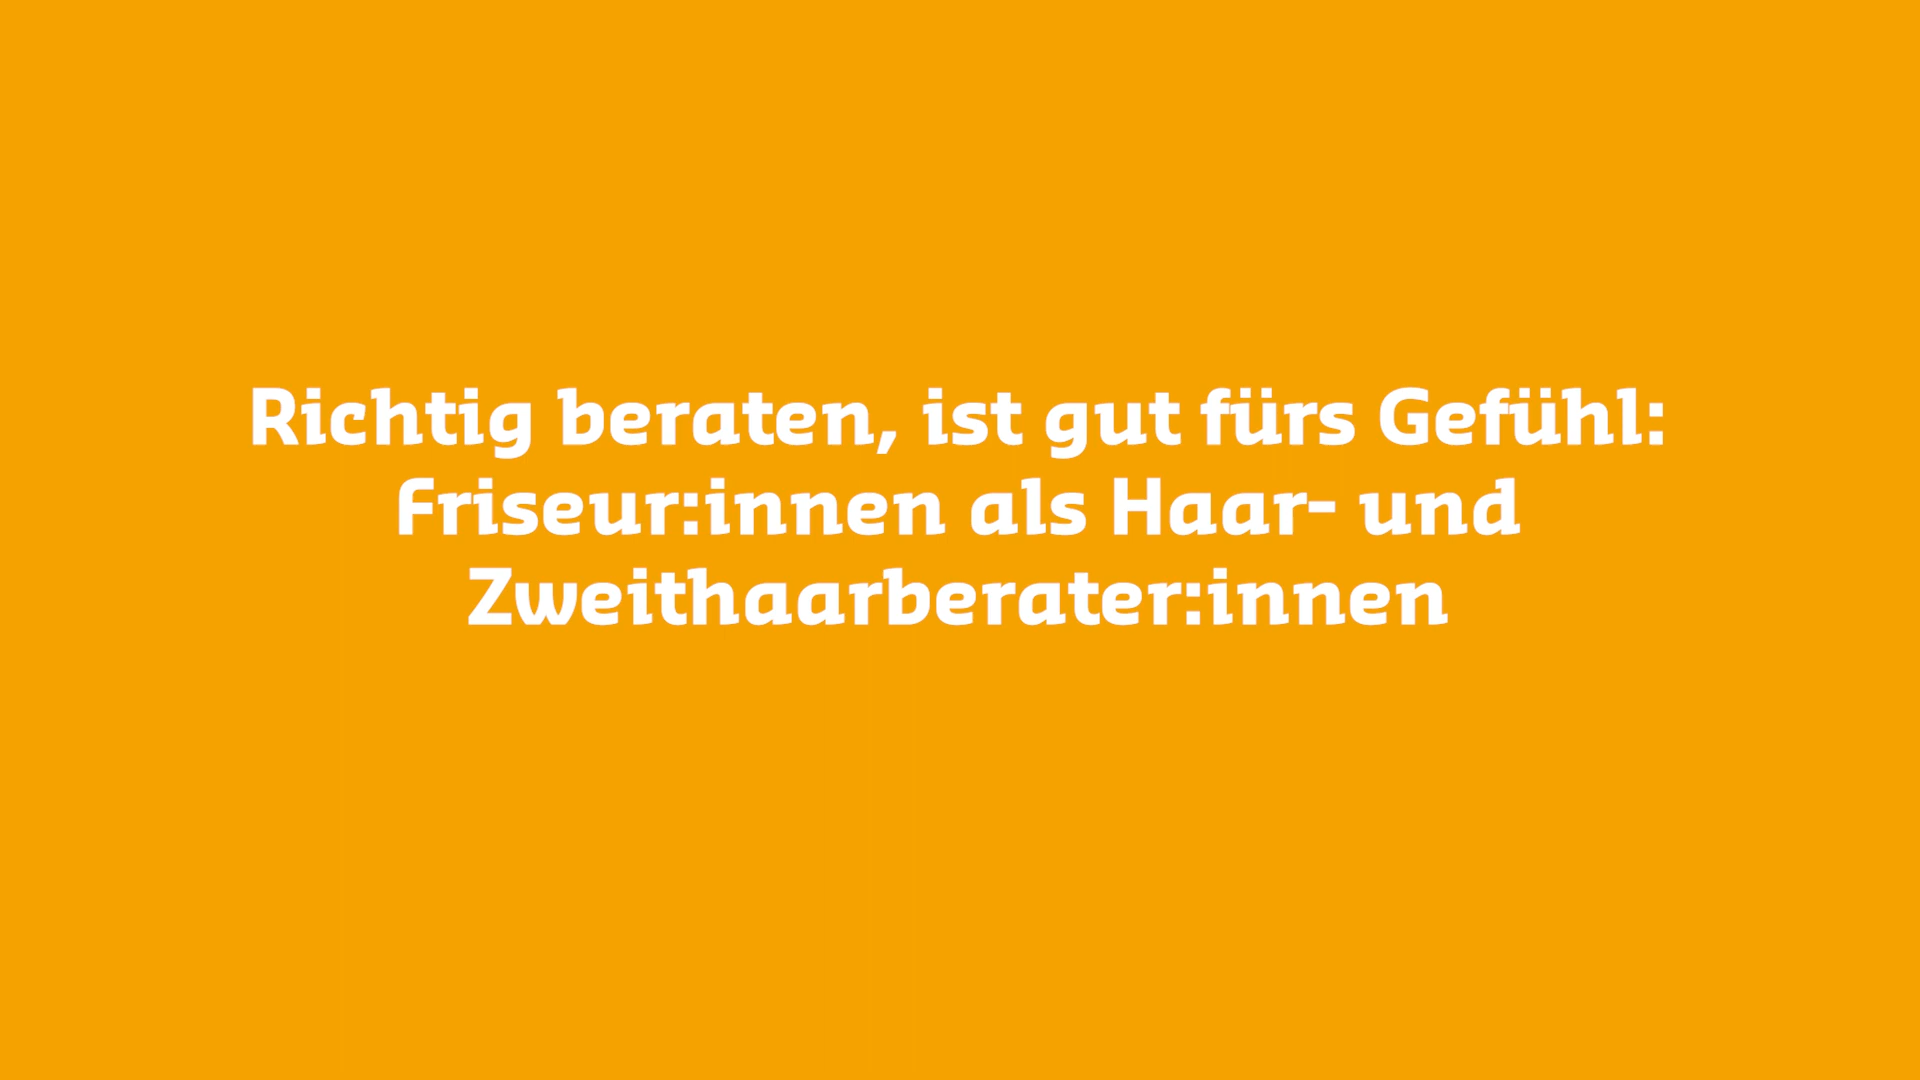 Richtig beraten, ist gut fürs Gefühl:
Friseur:innen als Haar- und
Zweithaarberater:innen